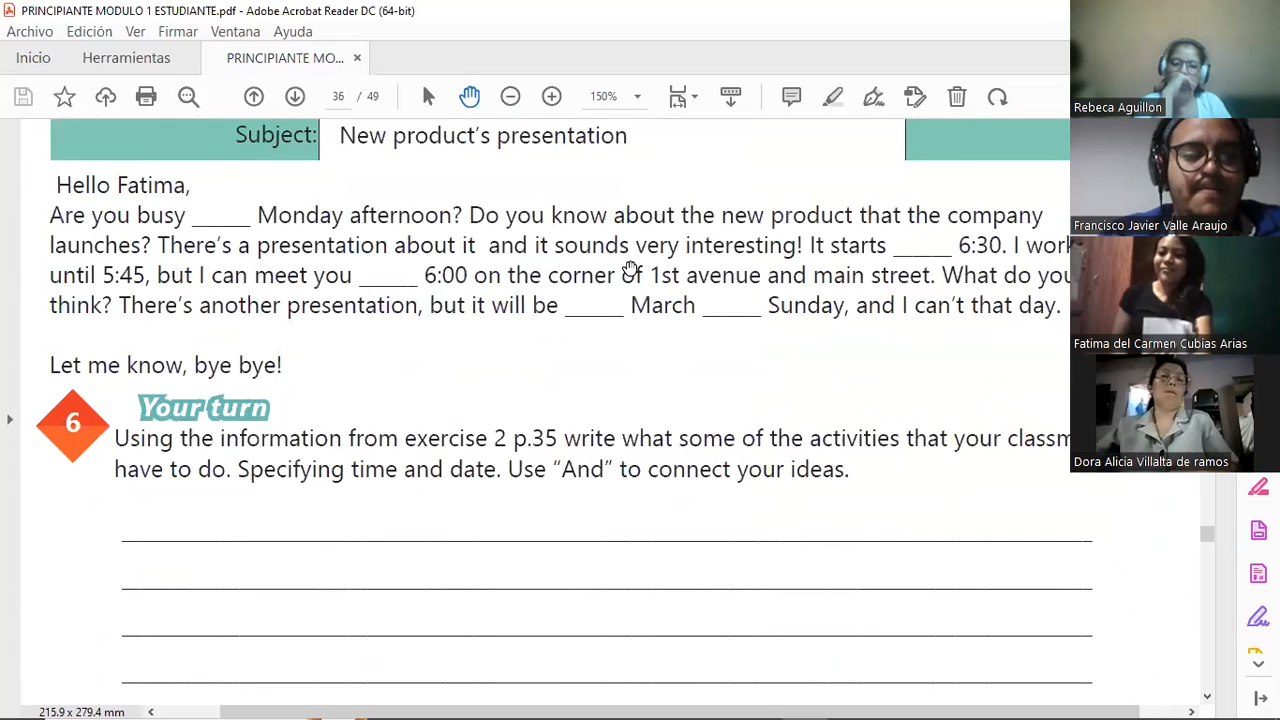 PRINCIPIANTE MODULO 1 ESTUDIANTE.pdf - Adobe Acrobat Reader DC (64-bit)
Archivo Edición Ver Firmar Ventana Ayuda
Inicio Herramientas PRINCIPIANTE MO... ×
36 / 49 150%
Subject: New product's presentation
Hello Fatima,
Are you busy ______ Monday afternoon? Do you know about the new product that the company
launches? There's a presentation about it and it sounds very interesting! It starts ______ 6:30. I work
until 5:45, but I can meet you ______ 6:00 on the corner of 1st avenue and main street. What do you
think? There's another presentation, but it will be ______ March ______ Sunday, and I can't that day.
Let me know, bye bye!
6 Your turn
Using the information from exercise 2 p.35 write what some of the activities that your classm
have to do. Specifying time and date. Use “And” to connect your ideas.
215.9 x 279.4 mm
Rebeca Aguillon
Francisco Javier Valle Araujo
Fatima del Carmen Cubias Arias
Dora Alicia Villalta de ramos